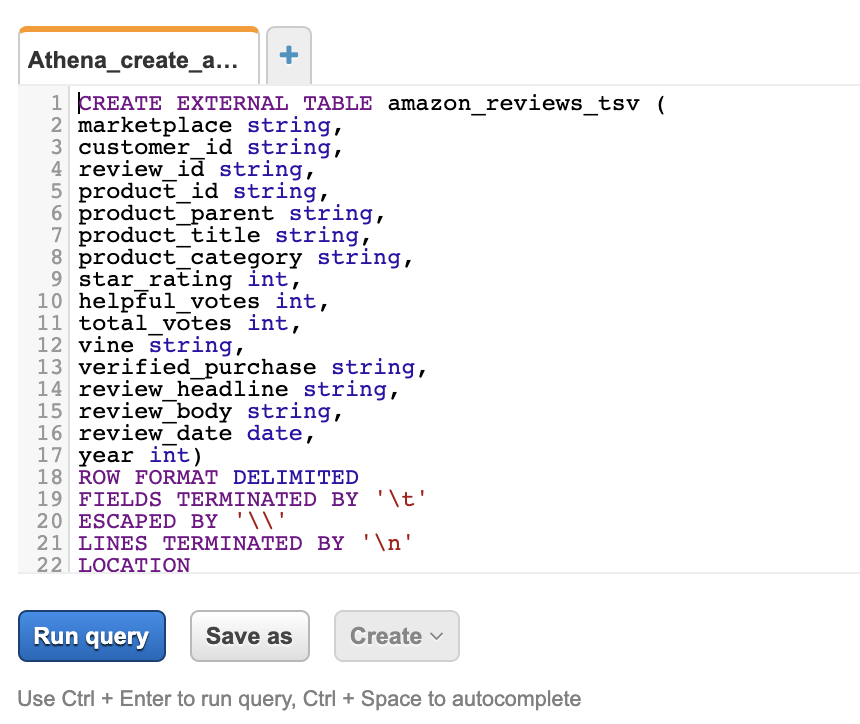 Athena_create_a...
+
1 CREATE EXTERNAL TABLE amazon_reviews_tsv (
2 marketplace string,
3 customer_id string,
4 review_id string,
5 product_id string,
6 product_parent string,
7 product_title string,
8 product_category string,
9 star_rating int,
10 helpful_votes int,
11 total_votes int,
12 vine string,
13 verified_purchase string,
14 review_headline string,
15 review_body string,
16 review_date date,
17 year int)
18 ROW FORMAT DELIMITED
19 FIELDS TERMINATED BY '\t'
20 ESCAPED BY '\\'
21 LINES TERMINATED BY '\n'
22 LOCATION
Run query Save as Create
Use Ctrl + Enter to run query, Ctrl + Space to autocomplete